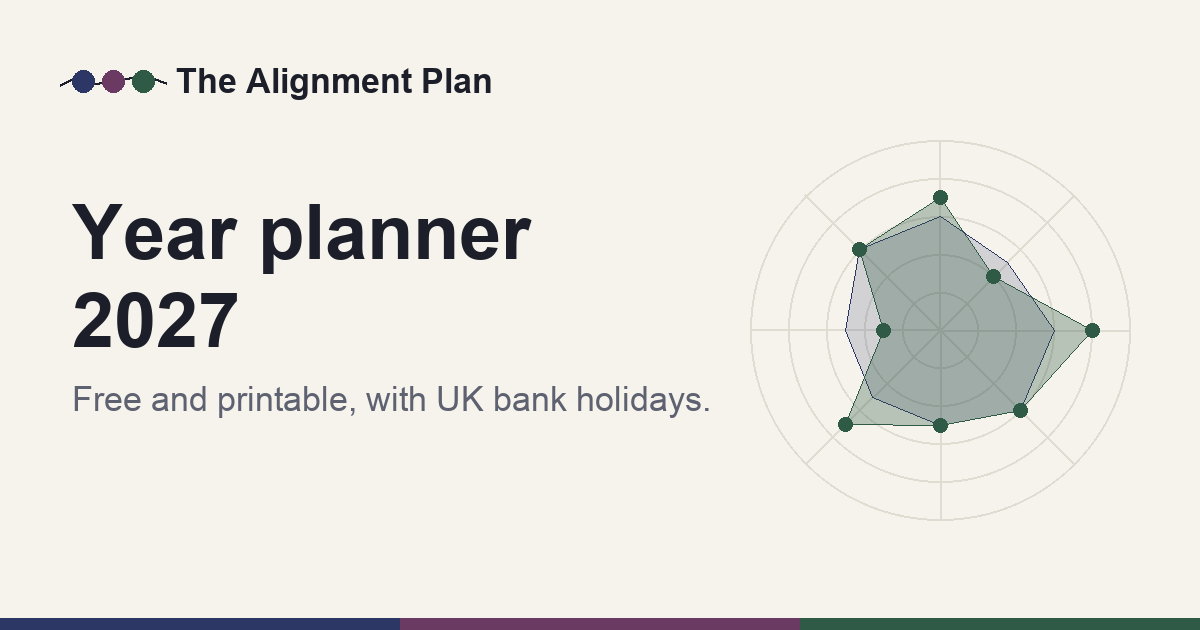 The Alignment Plan
Year planner
2027
Free and printable, with UK bank holidays.